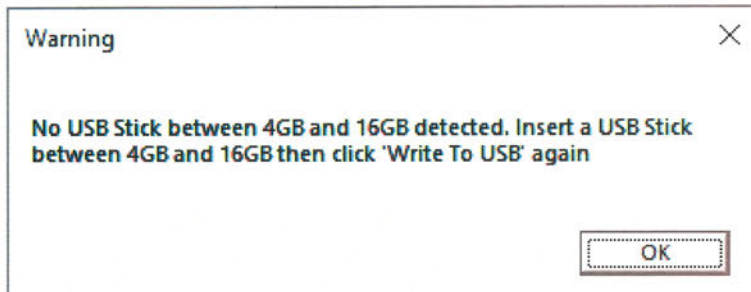 Warning
No USB Stick between 4GB and 16GB detected. Insert a USB Stick
between 4GB and 16GB then click 'Write To USB' again
OK